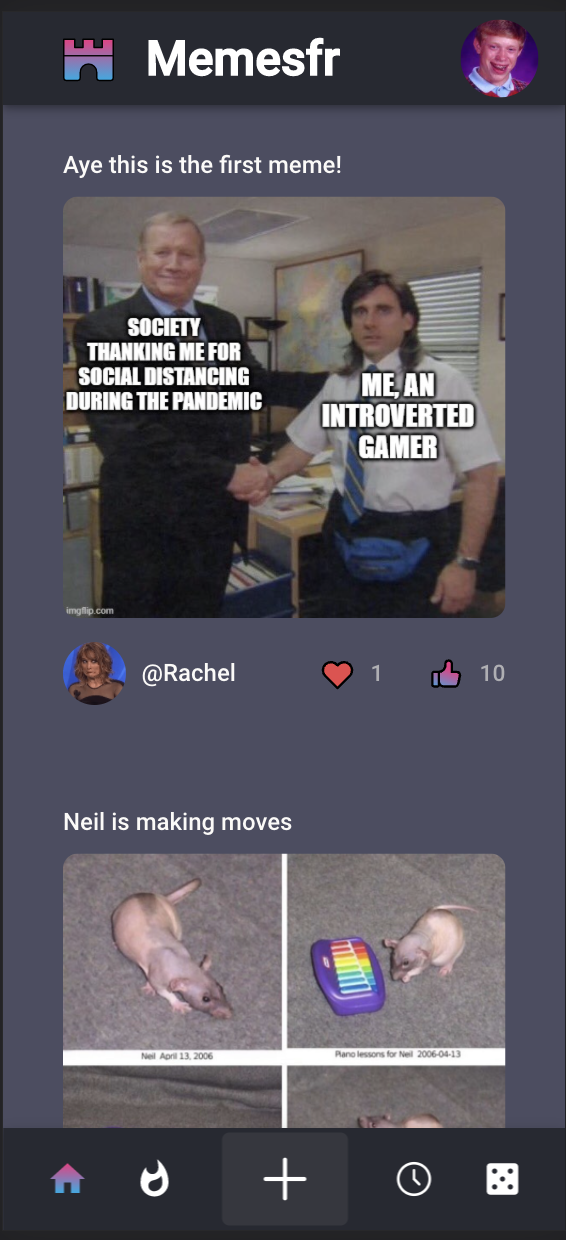 Memesfr
Aye this is the first meme!
SOCIETY
THANKING ME FOR
SOCIAL DISTANCING
DURING THE PANDEMIC
ME, AN
INTROVERTED
GAMER
imgflip.com
@Rachel
1
10
Neil is making moves
Neil April 13, 2006
Piano lessons for Neil 2006-04-13